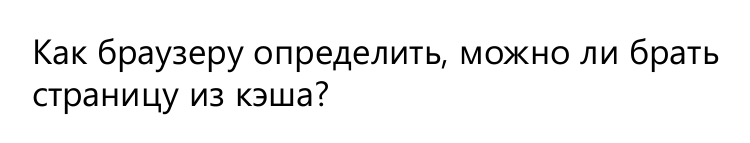 Как браузеру определить, можно ли брать
страницу из кэша?